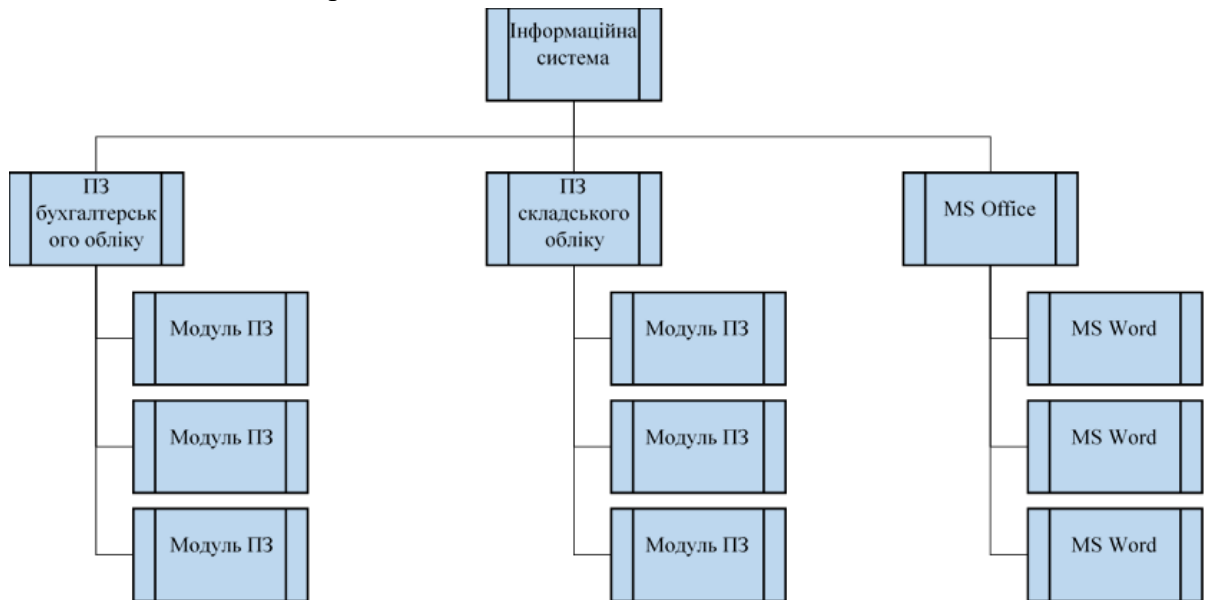 Інформаційна
система
ПЗ
бухгалтерськ
ого обліку
ПЗ
складського
обліку
MS Office
Модуль ПЗ
Модуль ПЗ
MS Word
Модуль ПЗ
Модуль ПЗ
MS Word
Модуль ПЗ
Модуль ПЗ
MS Word